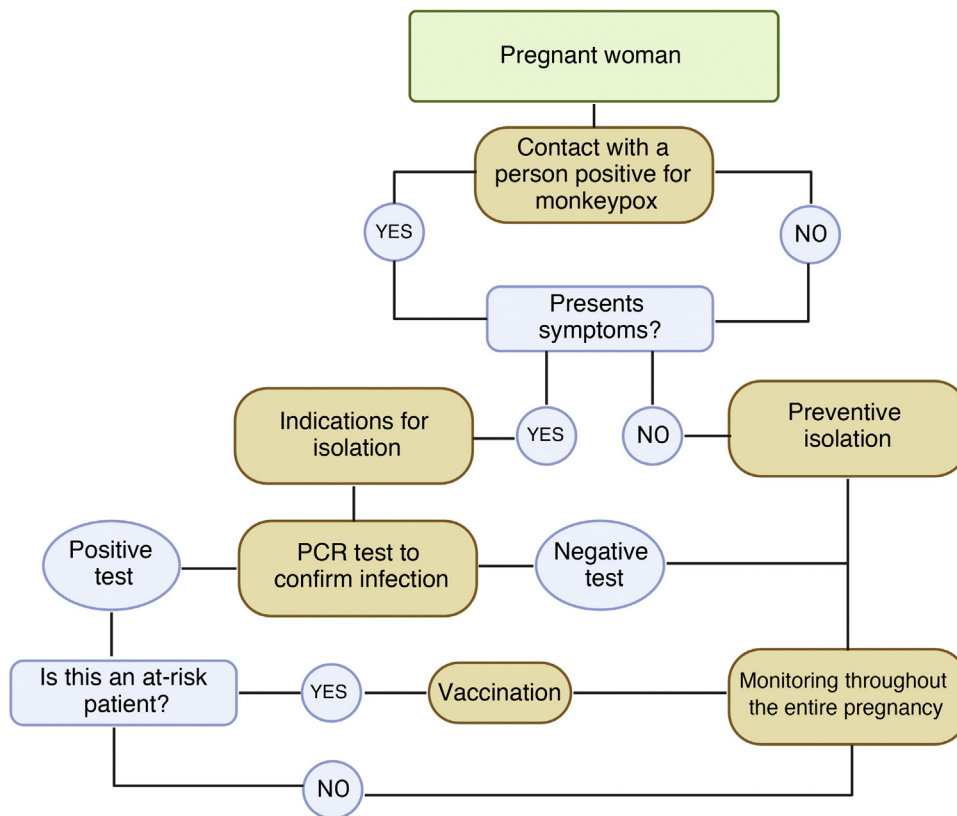 Pregnant woman
Contact with a
person positive for
monkeypox
YES
NO
Presents
symptoms?
YES
NO
Indications for
isolation
Preventive
isolation
Positive
test
PCR test to
confirm infection
Negative
test
Is this an at-risk
patient?
YES
Vaccination
Monitoring throughout
the entire pregnancy
NO